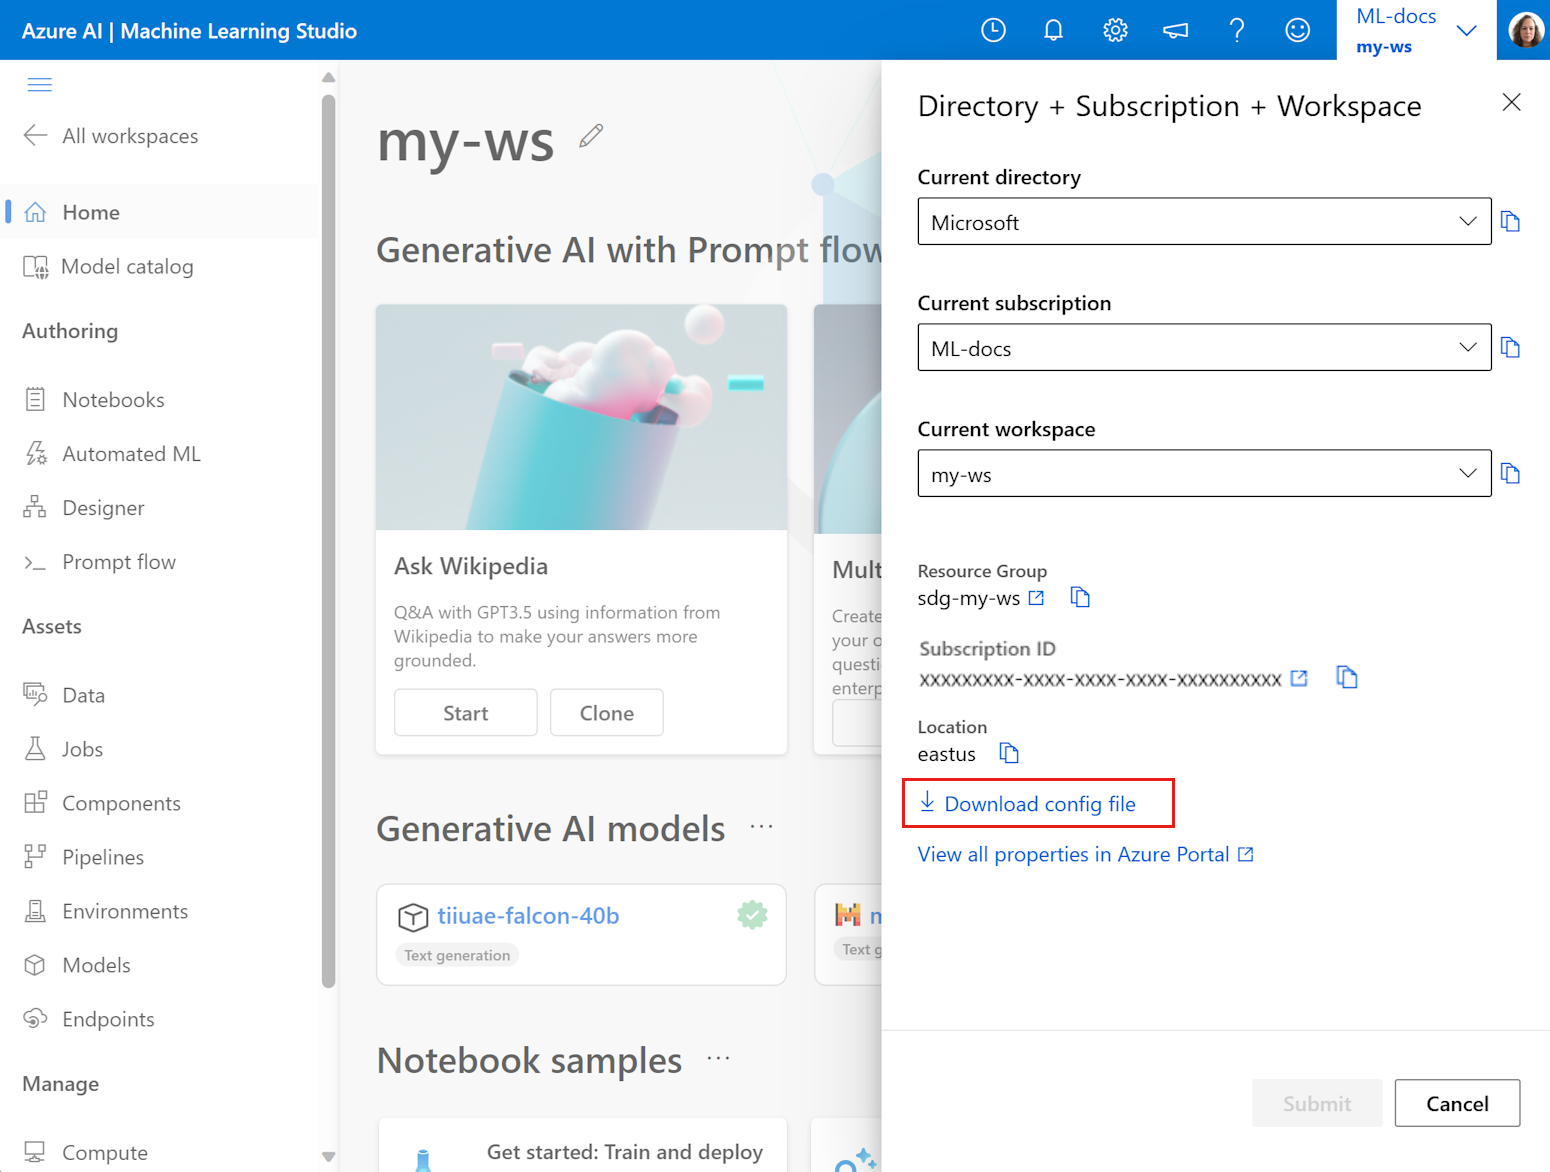 Azure AI | Machine Learning Studio
ML-docs
my-ws
All workspaces
Home
Model catalog
Authoring
Notebooks
Automated ML
Designer
Prompt flow
Assets
Data
Jobs
Components
Pipelines
Environments
Models
Endpoints
Manage
Compute
my-ws
Generative AI with Prompt flow
Ask Wikipedia
Q&A with GPT3.5 using information from
Wikipedia to make your answers more
grounded.
Start
Clone
Mult
Create
your o
questi
enterp
Generative AI models
tiiuae-falcon-40b
Text generation
m
Text g
Notebook samples
Get started: Train and deploy
Directory + Subscription + Workspace
Current directory
Microsoft
Current subscription
ML-docs
Current workspace
my-ws
Resource Group
sdg-my-ws
Subscription ID
xxxxxxxxx-xxxx-xxxx-xxxx-xxxxxxxxxx
Location
eastus
Download config file
View all properties in Azure Portal
Submit
Cancel